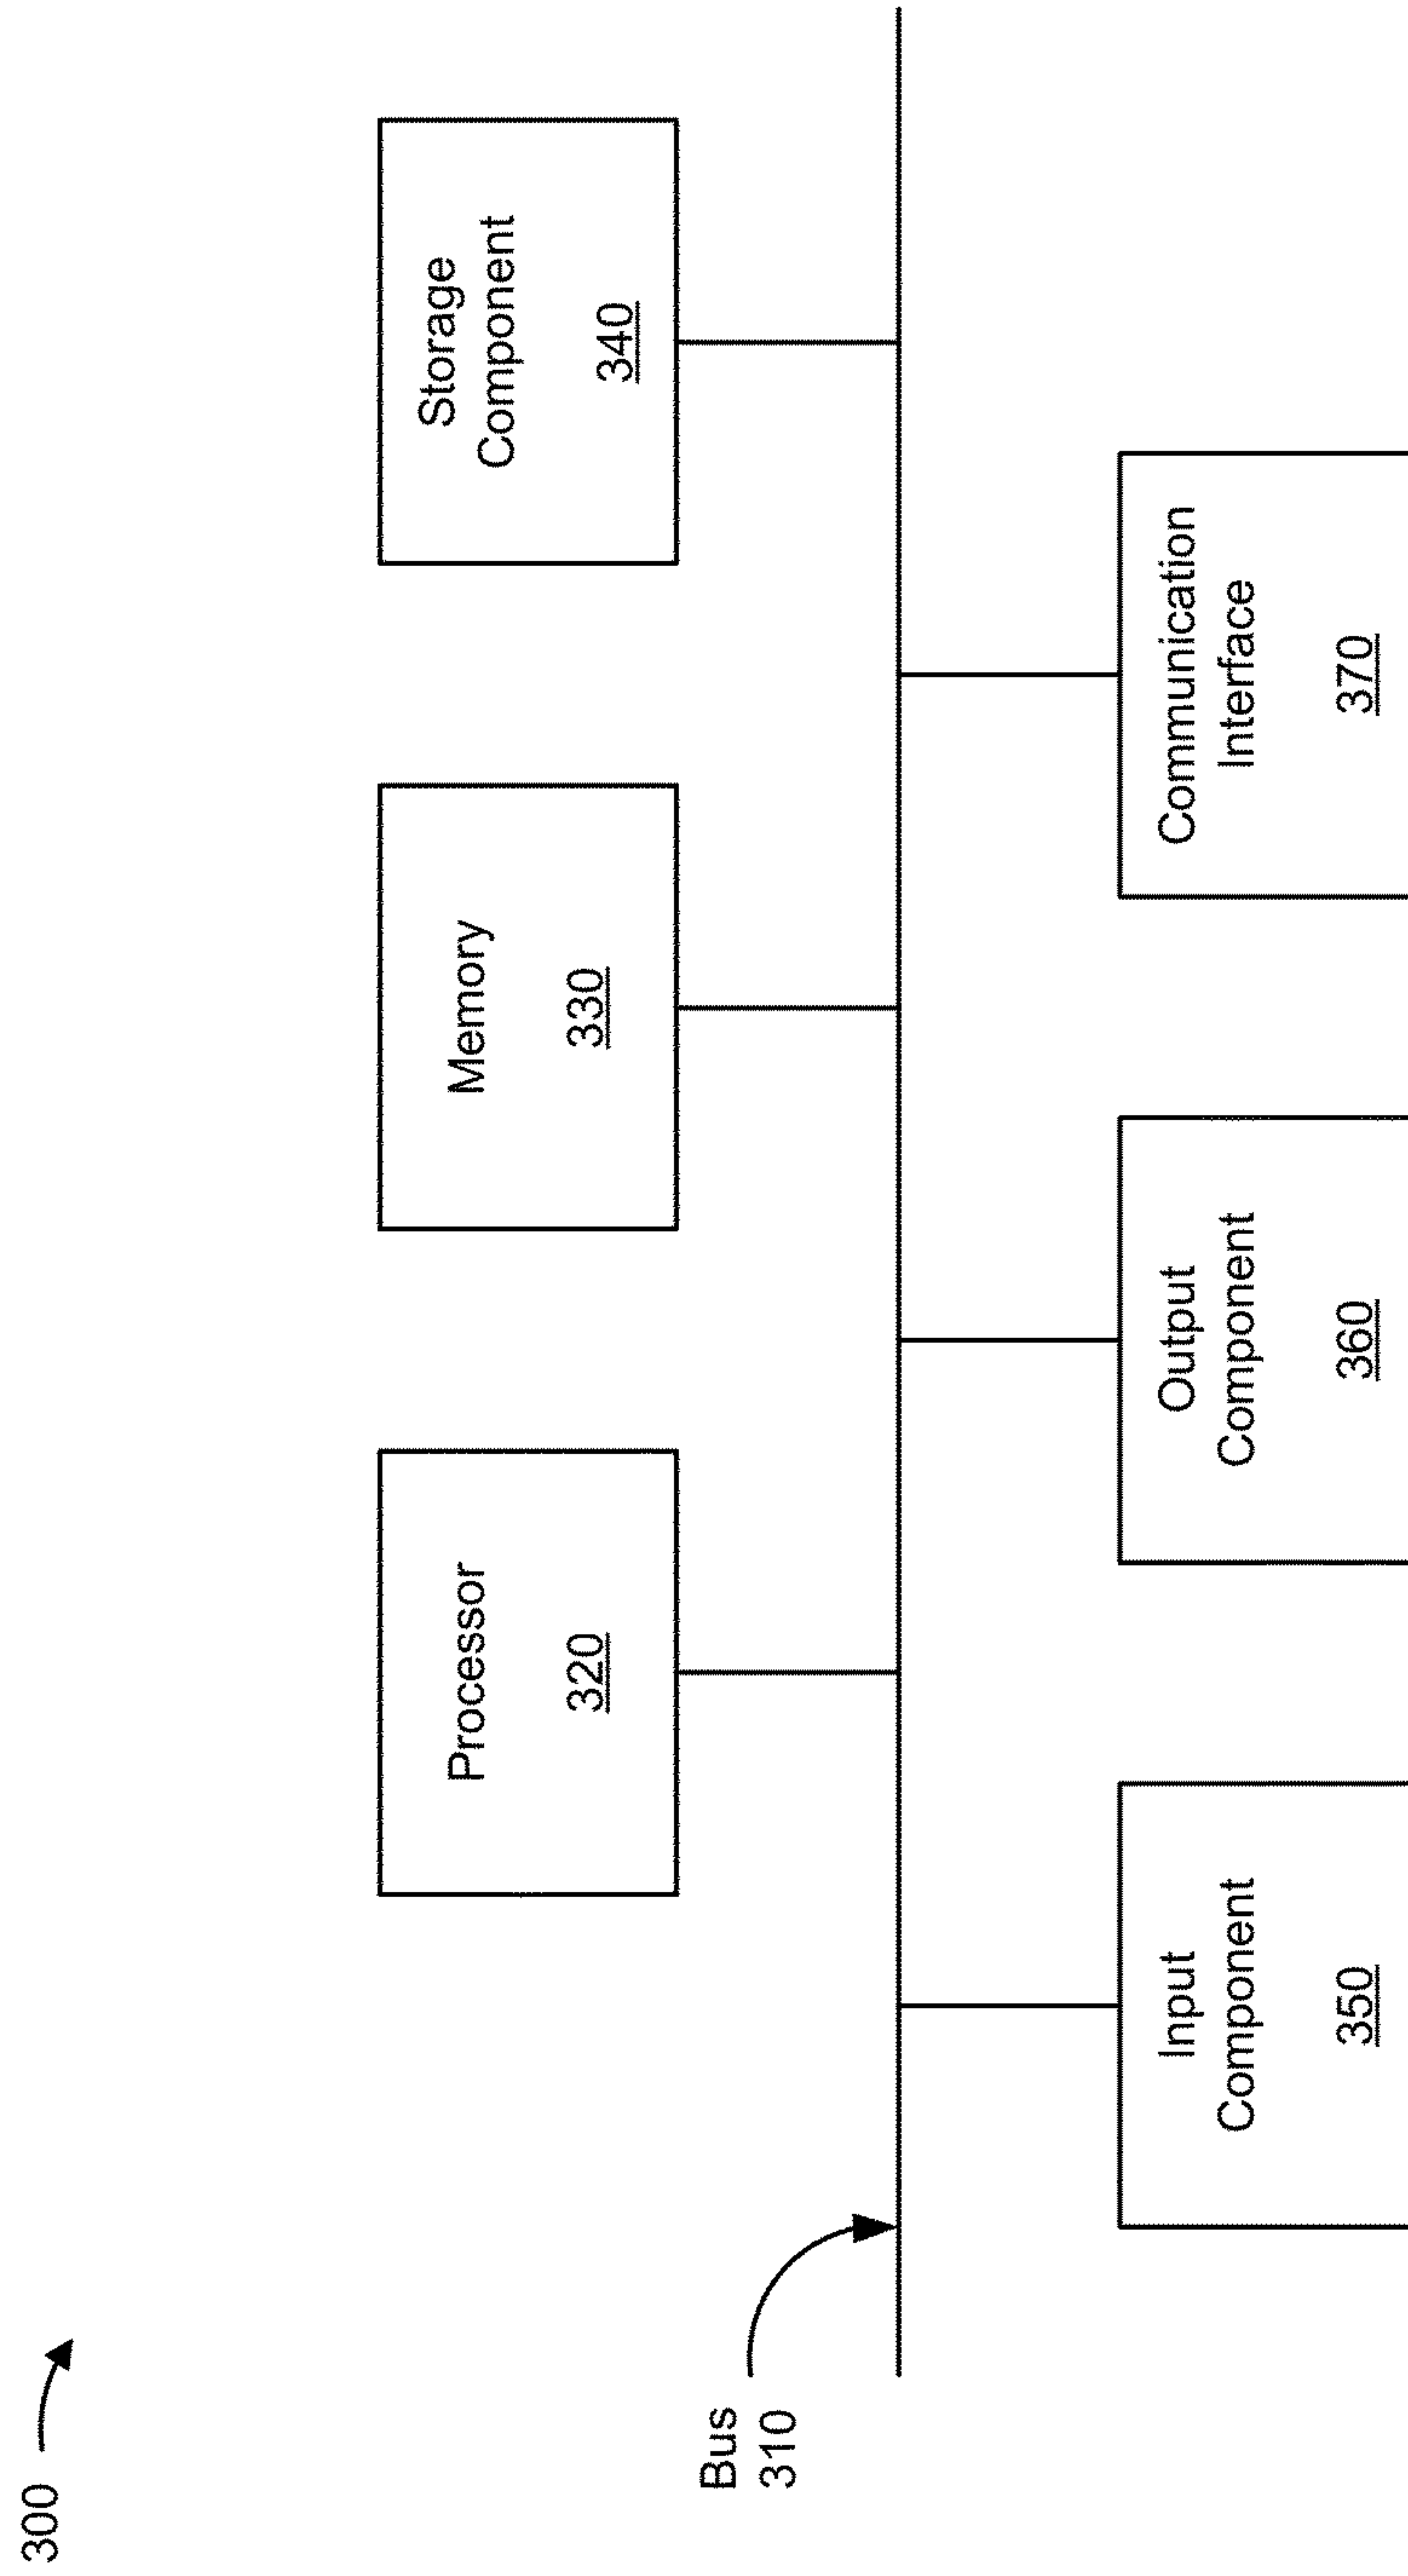 300
Processor
320
Memory
330
Storage
Component
340
Bus
310
Input
Component
350
Output
Component
360
Communication
Interface
370